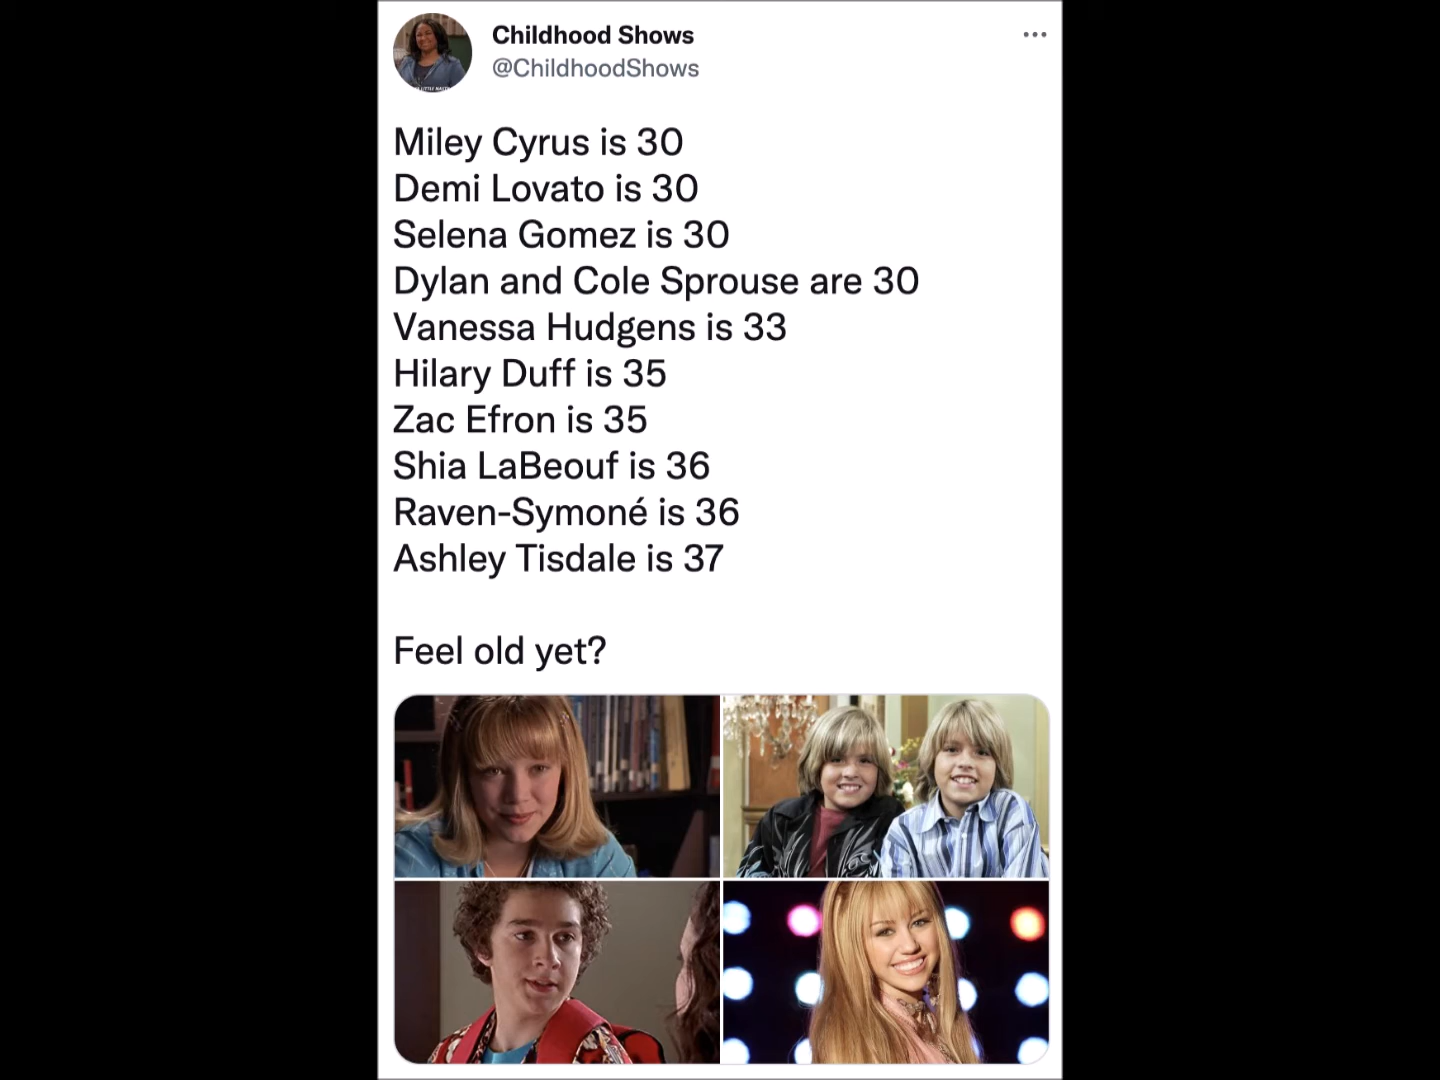 Childhood Shows
@ChildhoodShows
Miley Cyrus is 30
Demi Lovato is 30
Selena Gomez is 30
Dylan and Cole Sprouse are 30
Vanessa Hudgens is 33
Hilary Duff is 35
Zac Efron is 35
Shia LaBeouf is 36
Raven-Symoné is 36
Ashley Tisdale is 37
Feel old yet?